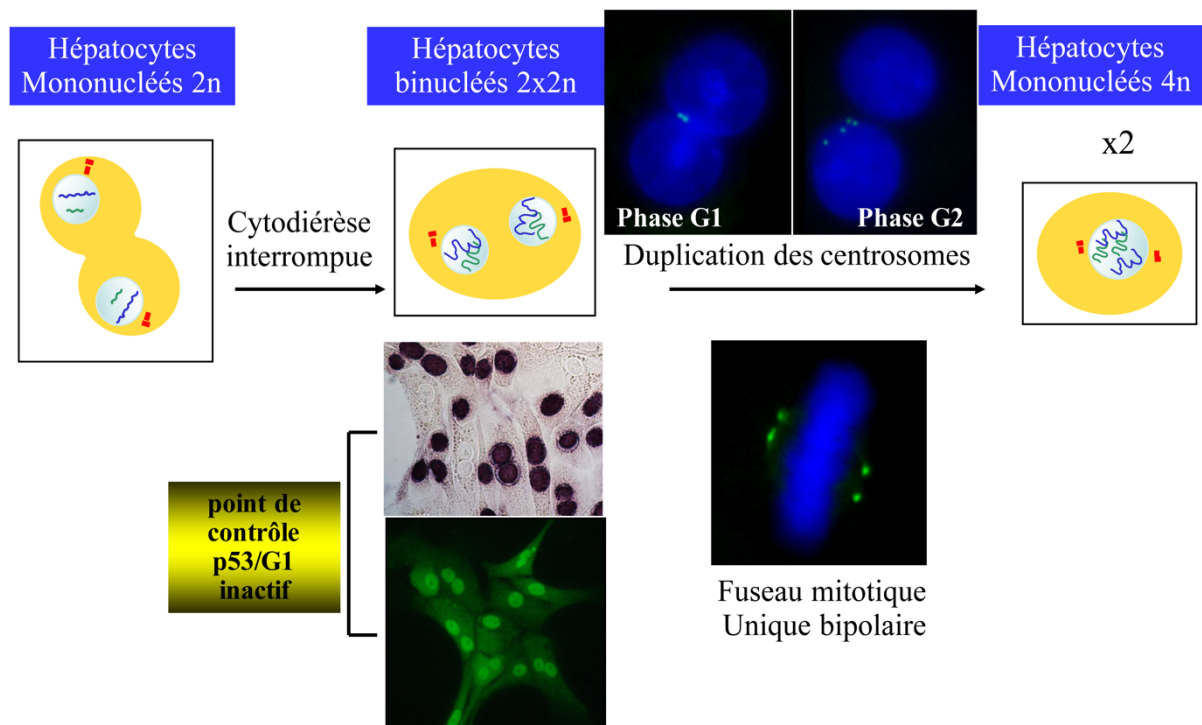 Hépatocytes
Mononucléés 2n
Hépatocytes
binucléés 2x2n
Hépatocytes
Mononucléés 4n
x2
Phase G1
Phase G2
Cytodiérèse
interrompue
Duplication des centrosomes
point de
contrôle
p53/G1
inactif
Fuseau mitotique
Unique bipolaire